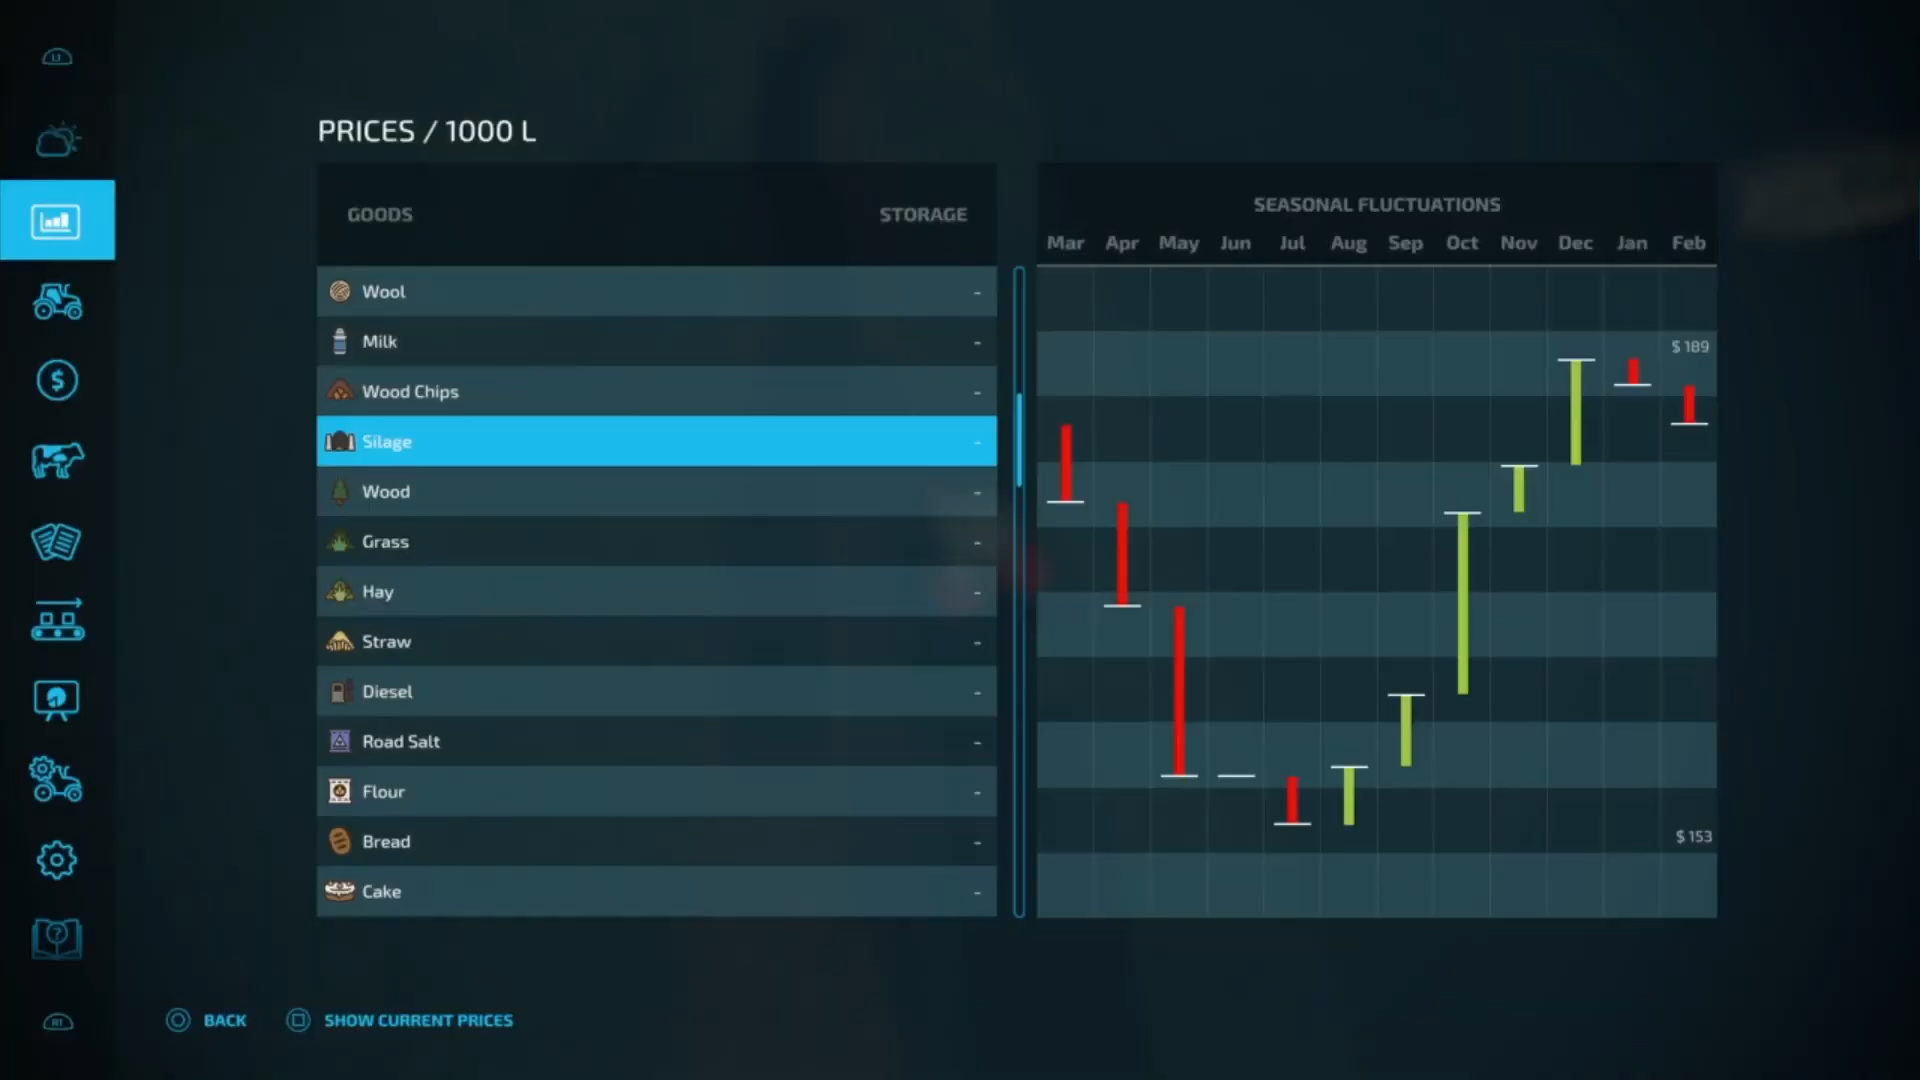 L1
PRICES / 1000 L
GOODS STORAGE
SEASONAL FLUCTUATIONS
Mar Apr May Jun Jul Aug Sep Oct Nov Dec Jan Feb
Wool -
Milk -
Wood Chips -
Silage -
Wood -
Grass -
Hay -
Straw -
Diesel -
Road Salt -
Flour -
Bread -
Cake -
$ 189
$ 153
R1
BACK SHOW CURRENT PRICES